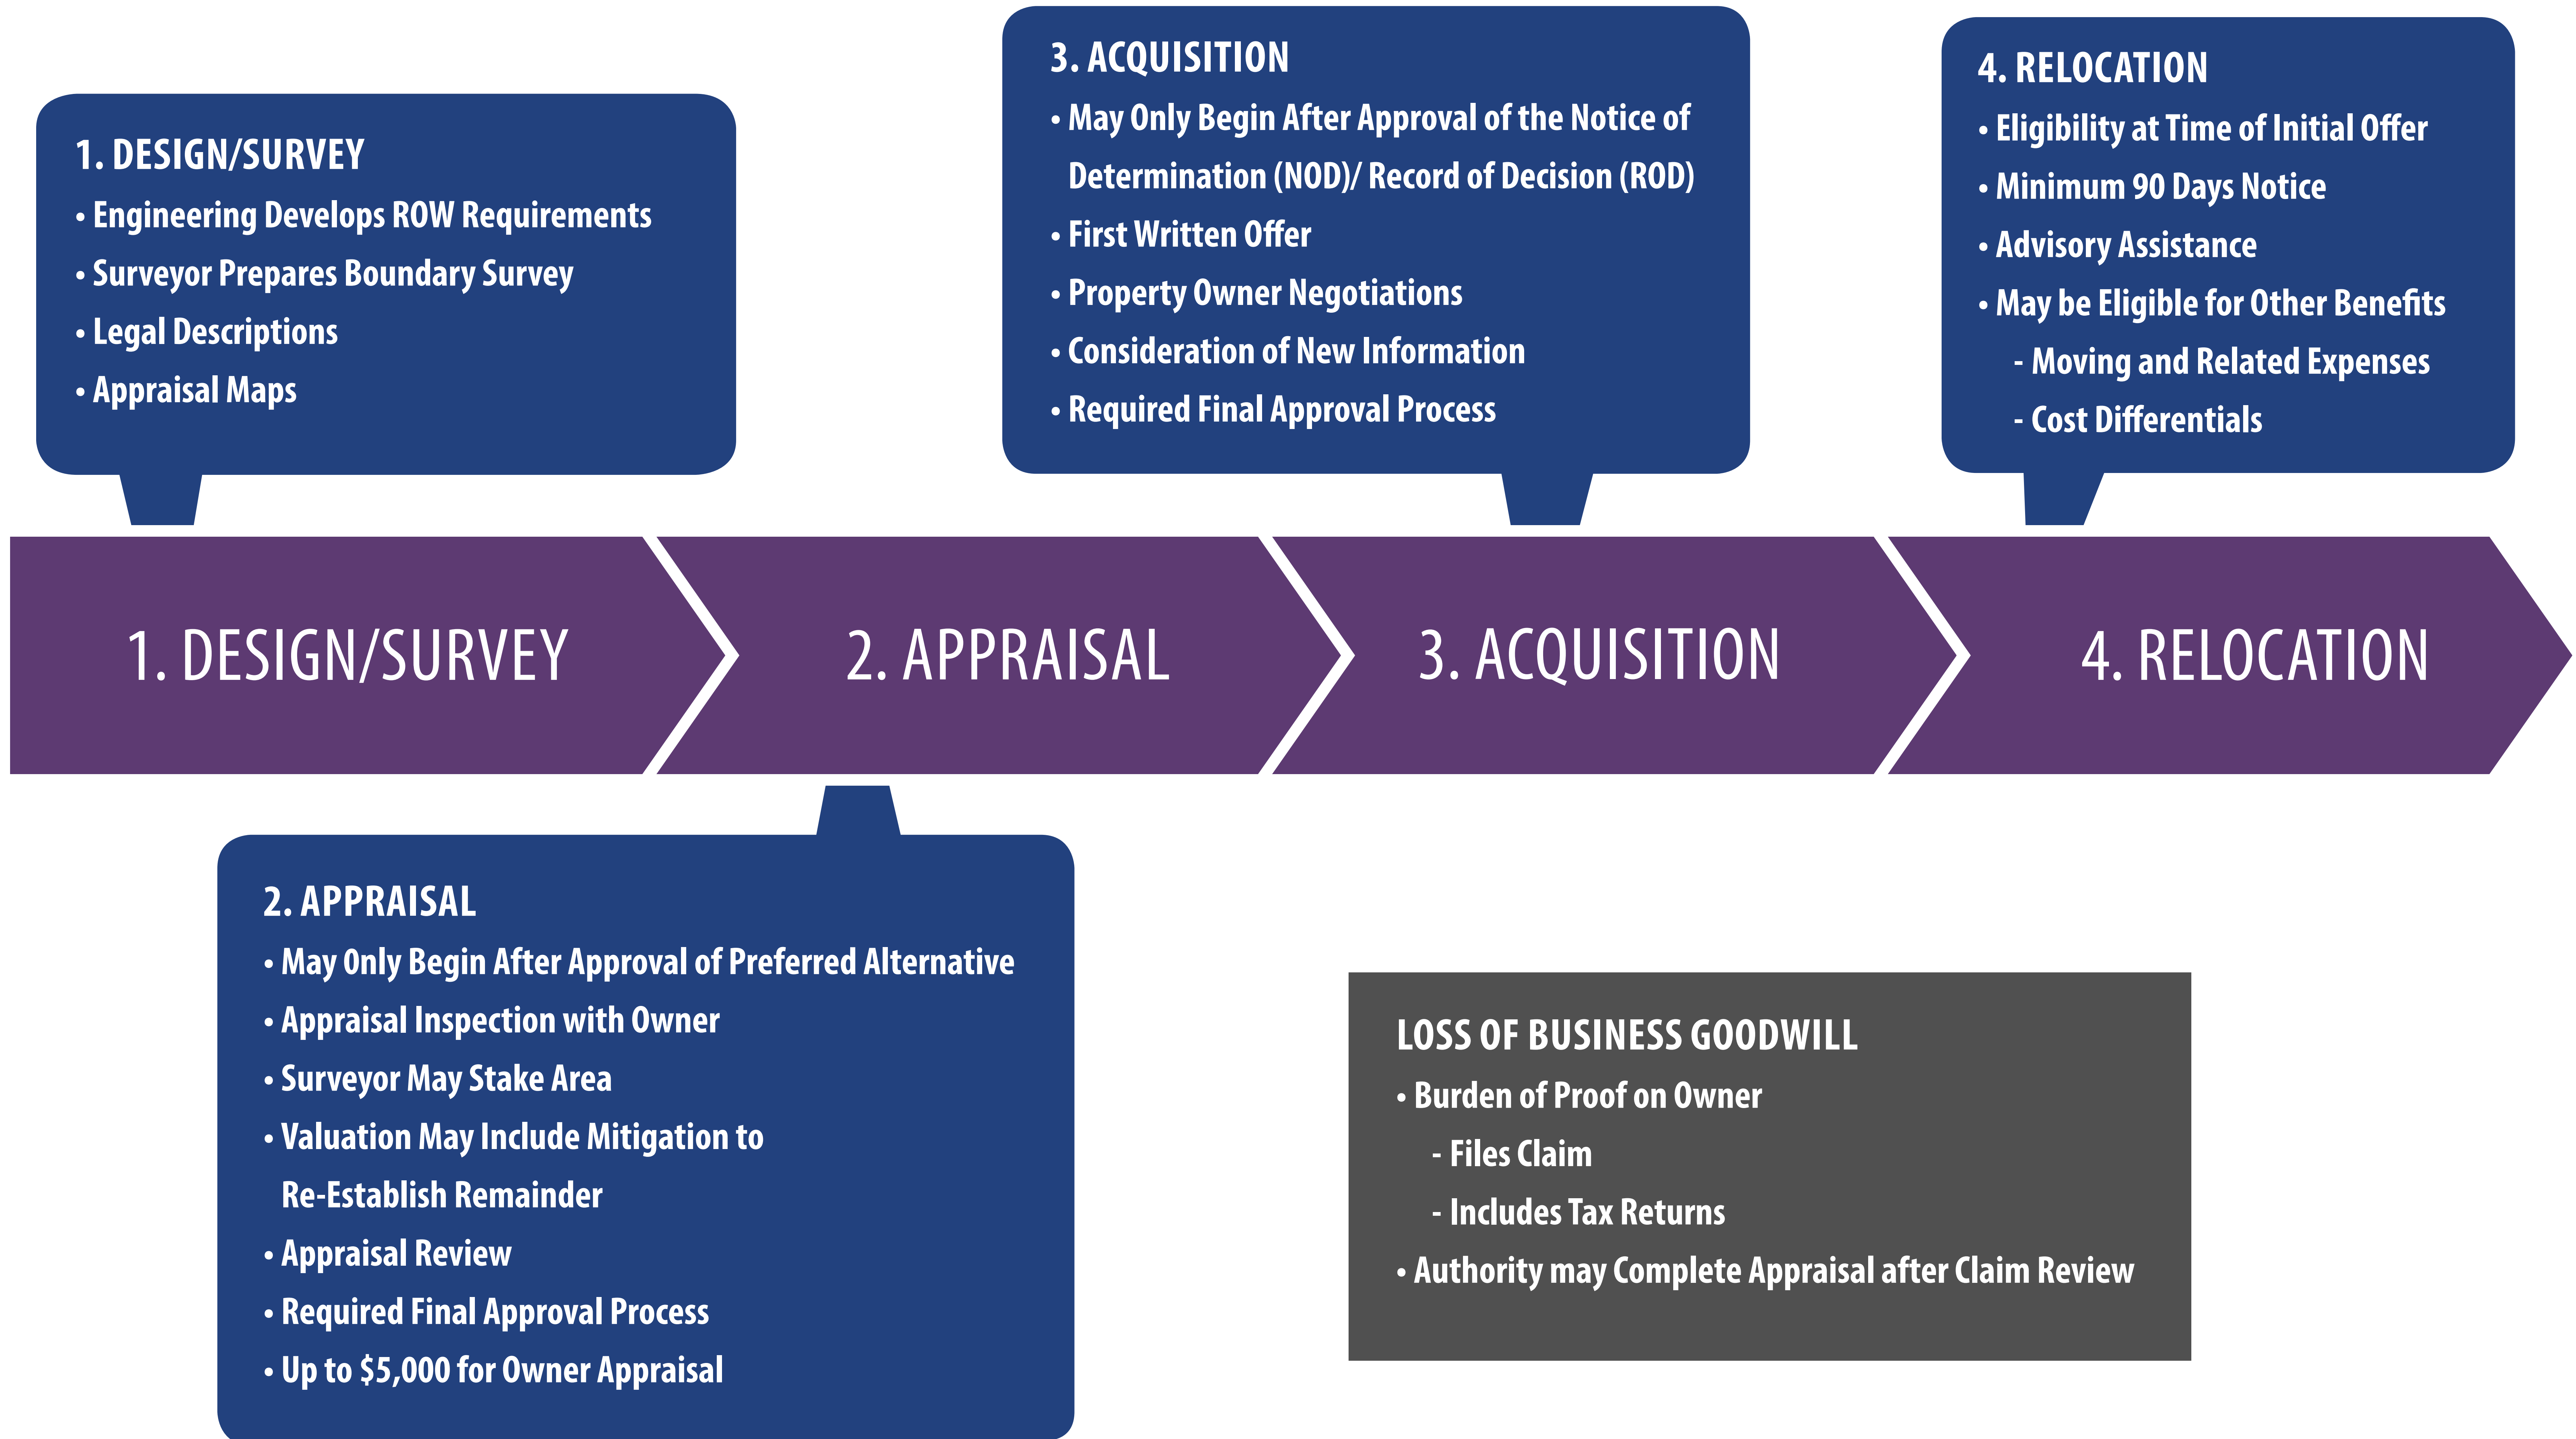 1. DESIGN/SURVEY
• Engineering Develops ROW Requirements
• Surveyor Prepares Boundary Survey
• Legal Descriptions
• Appraisal Maps
3. ACQUISITION
• May Only Begin After Approval of the Notice of
Determination (NOD)/ Record of Decision (ROD)
• First Written Offer
• Property Owner Negotiations
• Consideration of New Information
• Required Final Approval Process
4. RELOCATION
• Eligibility at Time of Initial Offer
• Minimum 90 Days Notice
• Advisory Assistance
• May be Eligible for Other Benefits
- Moving and Related Expenses
- Cost Differentials
1. DESIGN/SURVEY
2. APPRAISAL
3. ACQUISITION
4. RELOCATION
2. APPRAISAL
• May Only Begin After Approval of Preferred Alternative
• Appraisal Inspection with Owner
• Surveyor May Stake Area
• Valuation May Include Mitigation to
Re-Establish Remainder
• Appraisal Review
• Required Final Approval Process
• Up to $5,000 for Owner Appraisal
LOSS OF BUSINESS GOODWILL
• Burden of Proof on Owner
- Files Claim
- Includes Tax Returns
• Authority may Complete Appraisal after Claim Review